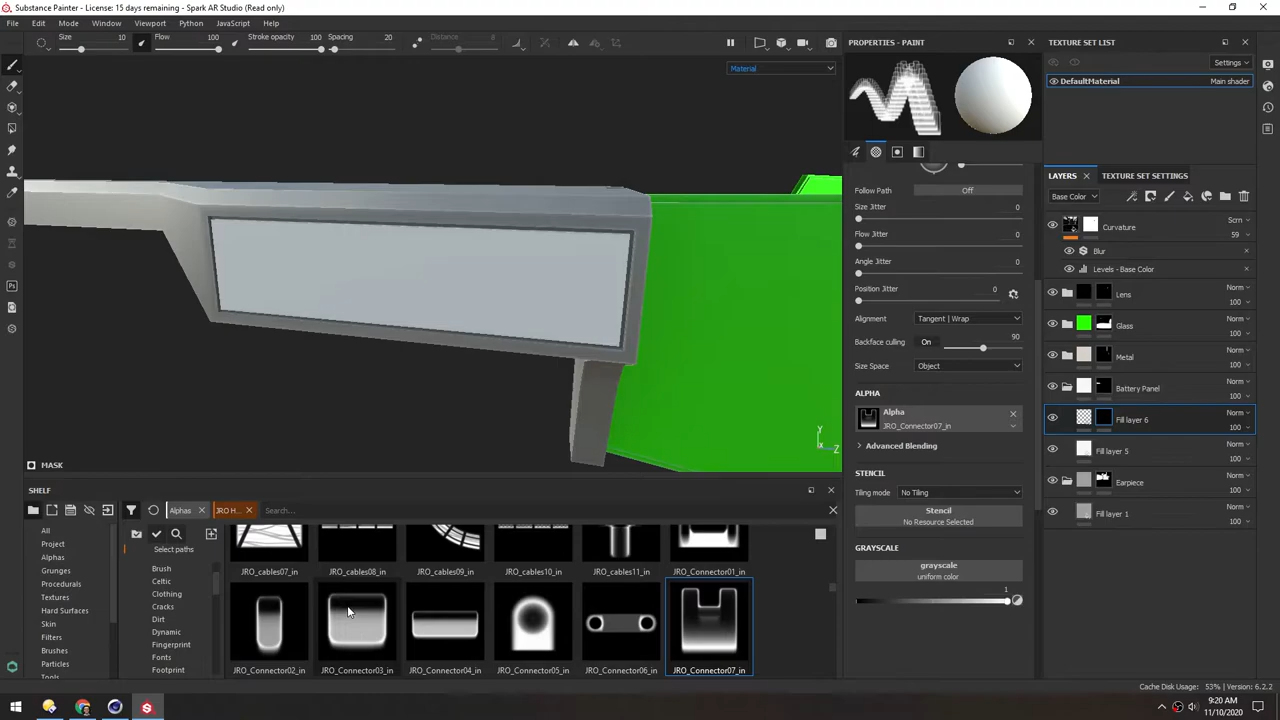 Substance Painter - License: 15 days remaining - Spark AR Studio (Read only)
File Edit Mode Window Viewport Python JavaScript Help
Size 10 Flow 100 Stroke opacity 100 Spacing 20 Distance 8
Material
MASK
Y
Z
PROPERTIES - PAINT
Follow Path Off
Size Jitter 0
Flow Jitter 0
Angle Jitter 0
Position Jitter 0
Alignment Tangent | Wrap
Backface culling On 90
Size Space Object
ALPHA
Alpha
JRO_Connector07_in
Advanced Blending
STENCIL
Tiling mode No Tiling
Stencil
No Resource Selected
GRAYSCALE
grayscale
uniform color
1
TEXTURE SET LIST
Settings
DefaultMaterial Main shader
LAYERS TEXTURE SET SETTINGS
Base Color
Curvature Scrn 59
Blur
Levels - Base Color
Lens Norm 100
Glass Norm 100
Metal Norm 100
Battery Panel Norm 100
Fill layer 6 Norm 100
Fill layer 5 Norm 100
Earpiece Norm 100
Fill layer 1 Norm 100
SHELF
Alphas JRO H... Search...
All
Project
Alphas
Grunges
Procedurals
Textures
Hard Surfaces
Skin
Filters
Brushes
Particles
Tools
Select paths
Brush
Celtic
Clothing
Cracks
Dirt
Dynamic
Fingerprint
Fonts
Footprint
JRO_cables07_in JRO_cables08_in JRO_cables09_in JRO_cables10_in JRO_cables11_in JRO_Connector01_in
JRO_Connector02_in JRO_Connector03_in JRO_Connector04_in JRO_Connector05_in JRO_Connector06_in JRO_Connector07_in
Cache Disk Usage: 53% | Version: 6.2.2
9:20 AM
11/10/2020